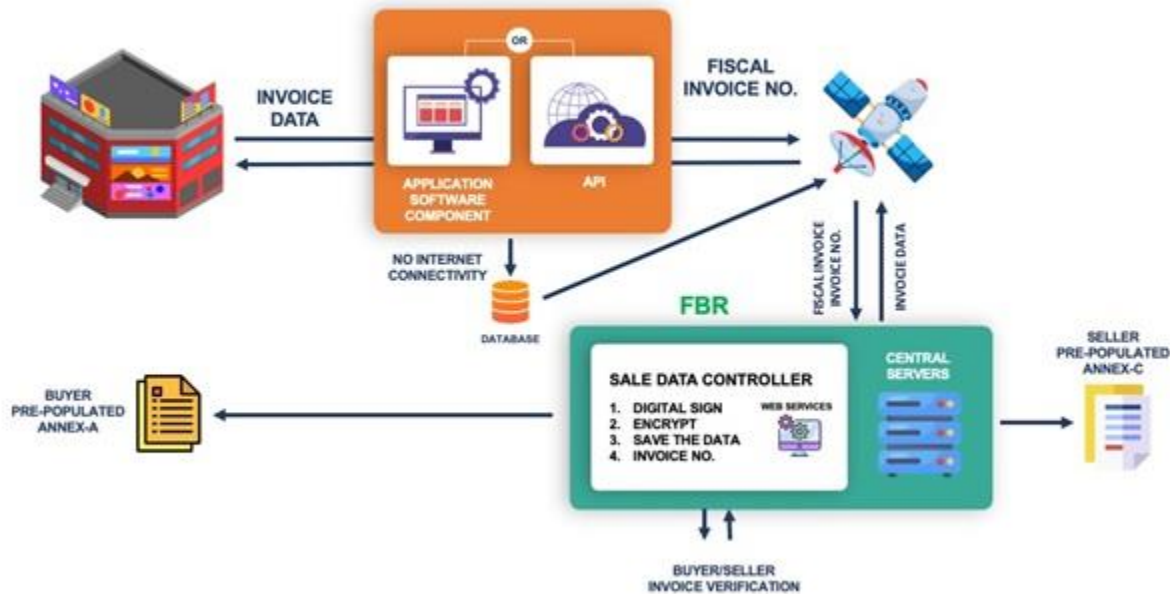 OR
INVOICE
DATA
FISCAL
INVOICE NO.
APPLICATION
SOFTWARE
COMPONENT
API
NO INTERNET
CONNECTIVITY
DATABASE
FISCAL INVOICE
INVOICE NO.
INVOCIE DATA
FBR
SALE DATA CONTROLLER
1. DIGITAL SIGN
2. ENCRYPT
3. SAVE THE DATA
4. INVOICE NO.
WEB SERVICES
CENTRAL
SERVERS
SELLER
PRE-POPULATED
ANNEX-C
BUYER
PRE-POPULATED
ANNEX-A
BUYER/SELLER
INVOICE VERIFICATION